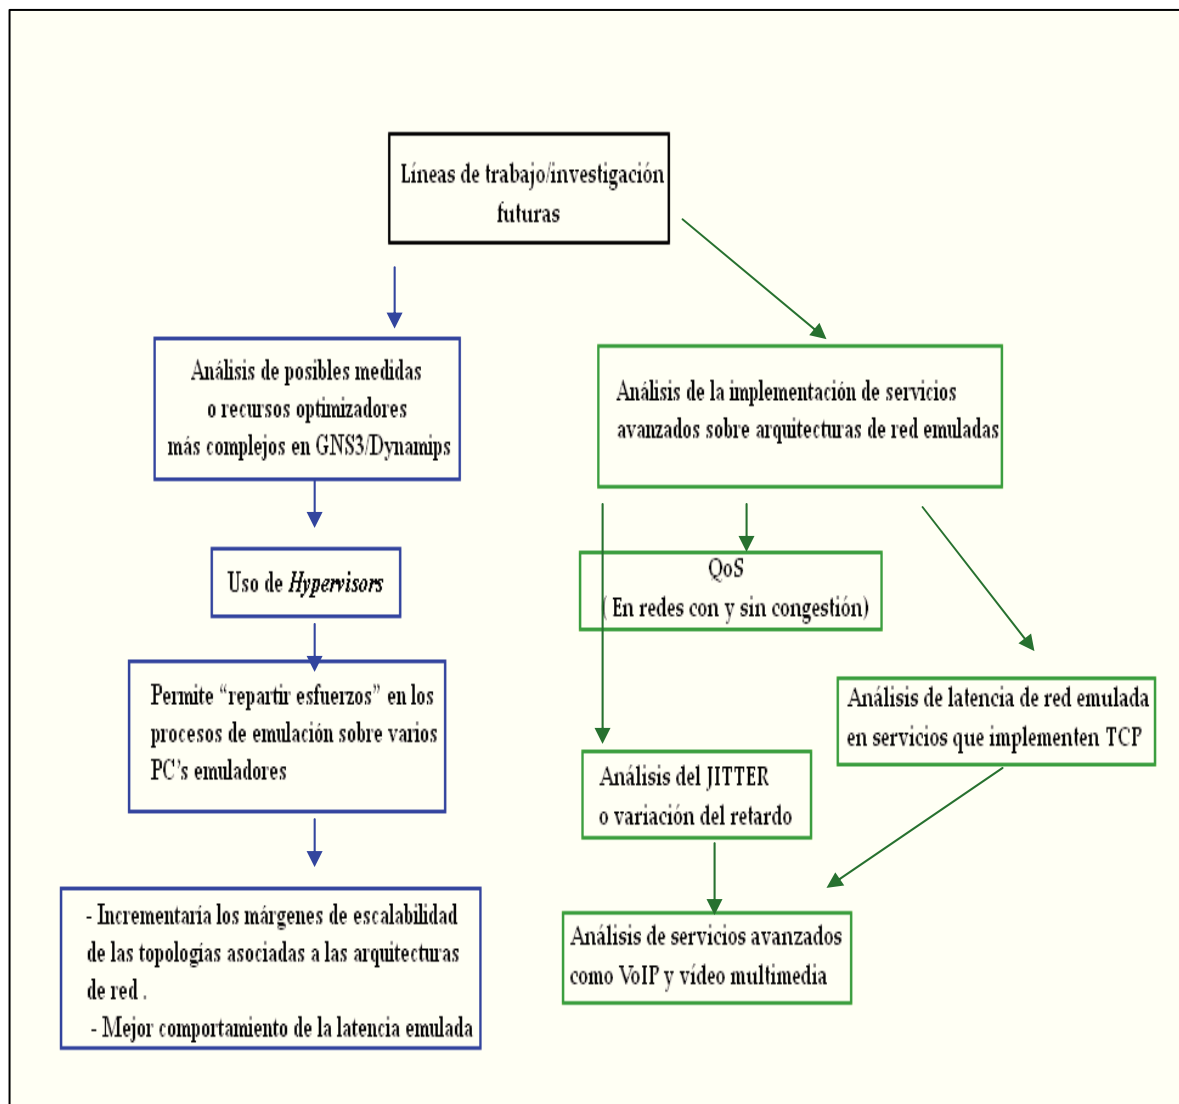 Líneas de trabajo/investigación
futuras
Análisis de posibles medidas
o recursos optimizadores
más complejos en GNS3/Dynamips
Uso de Hypervisors
Permite “repartir esfuerzos” en los
procesos de emulación sobre varios
PC’s emuladores
- Incrementaría los márgenes de escalabilidad
de las topologías asociadas a las arquitecturas
de red .
- Mejor comportamiento de la latencia emulada
Análisis de la implementación de servicios
avanzados sobre arquitecturas de red emuladas
QoS
( En redes con y sin congestión)
Análisis de latencia de red emulada
en servicios que implementen TCP
Análisis del JITTER
o variación del retardo
Análisis de servicios avanzados
como VoIP y vídeo multimedia